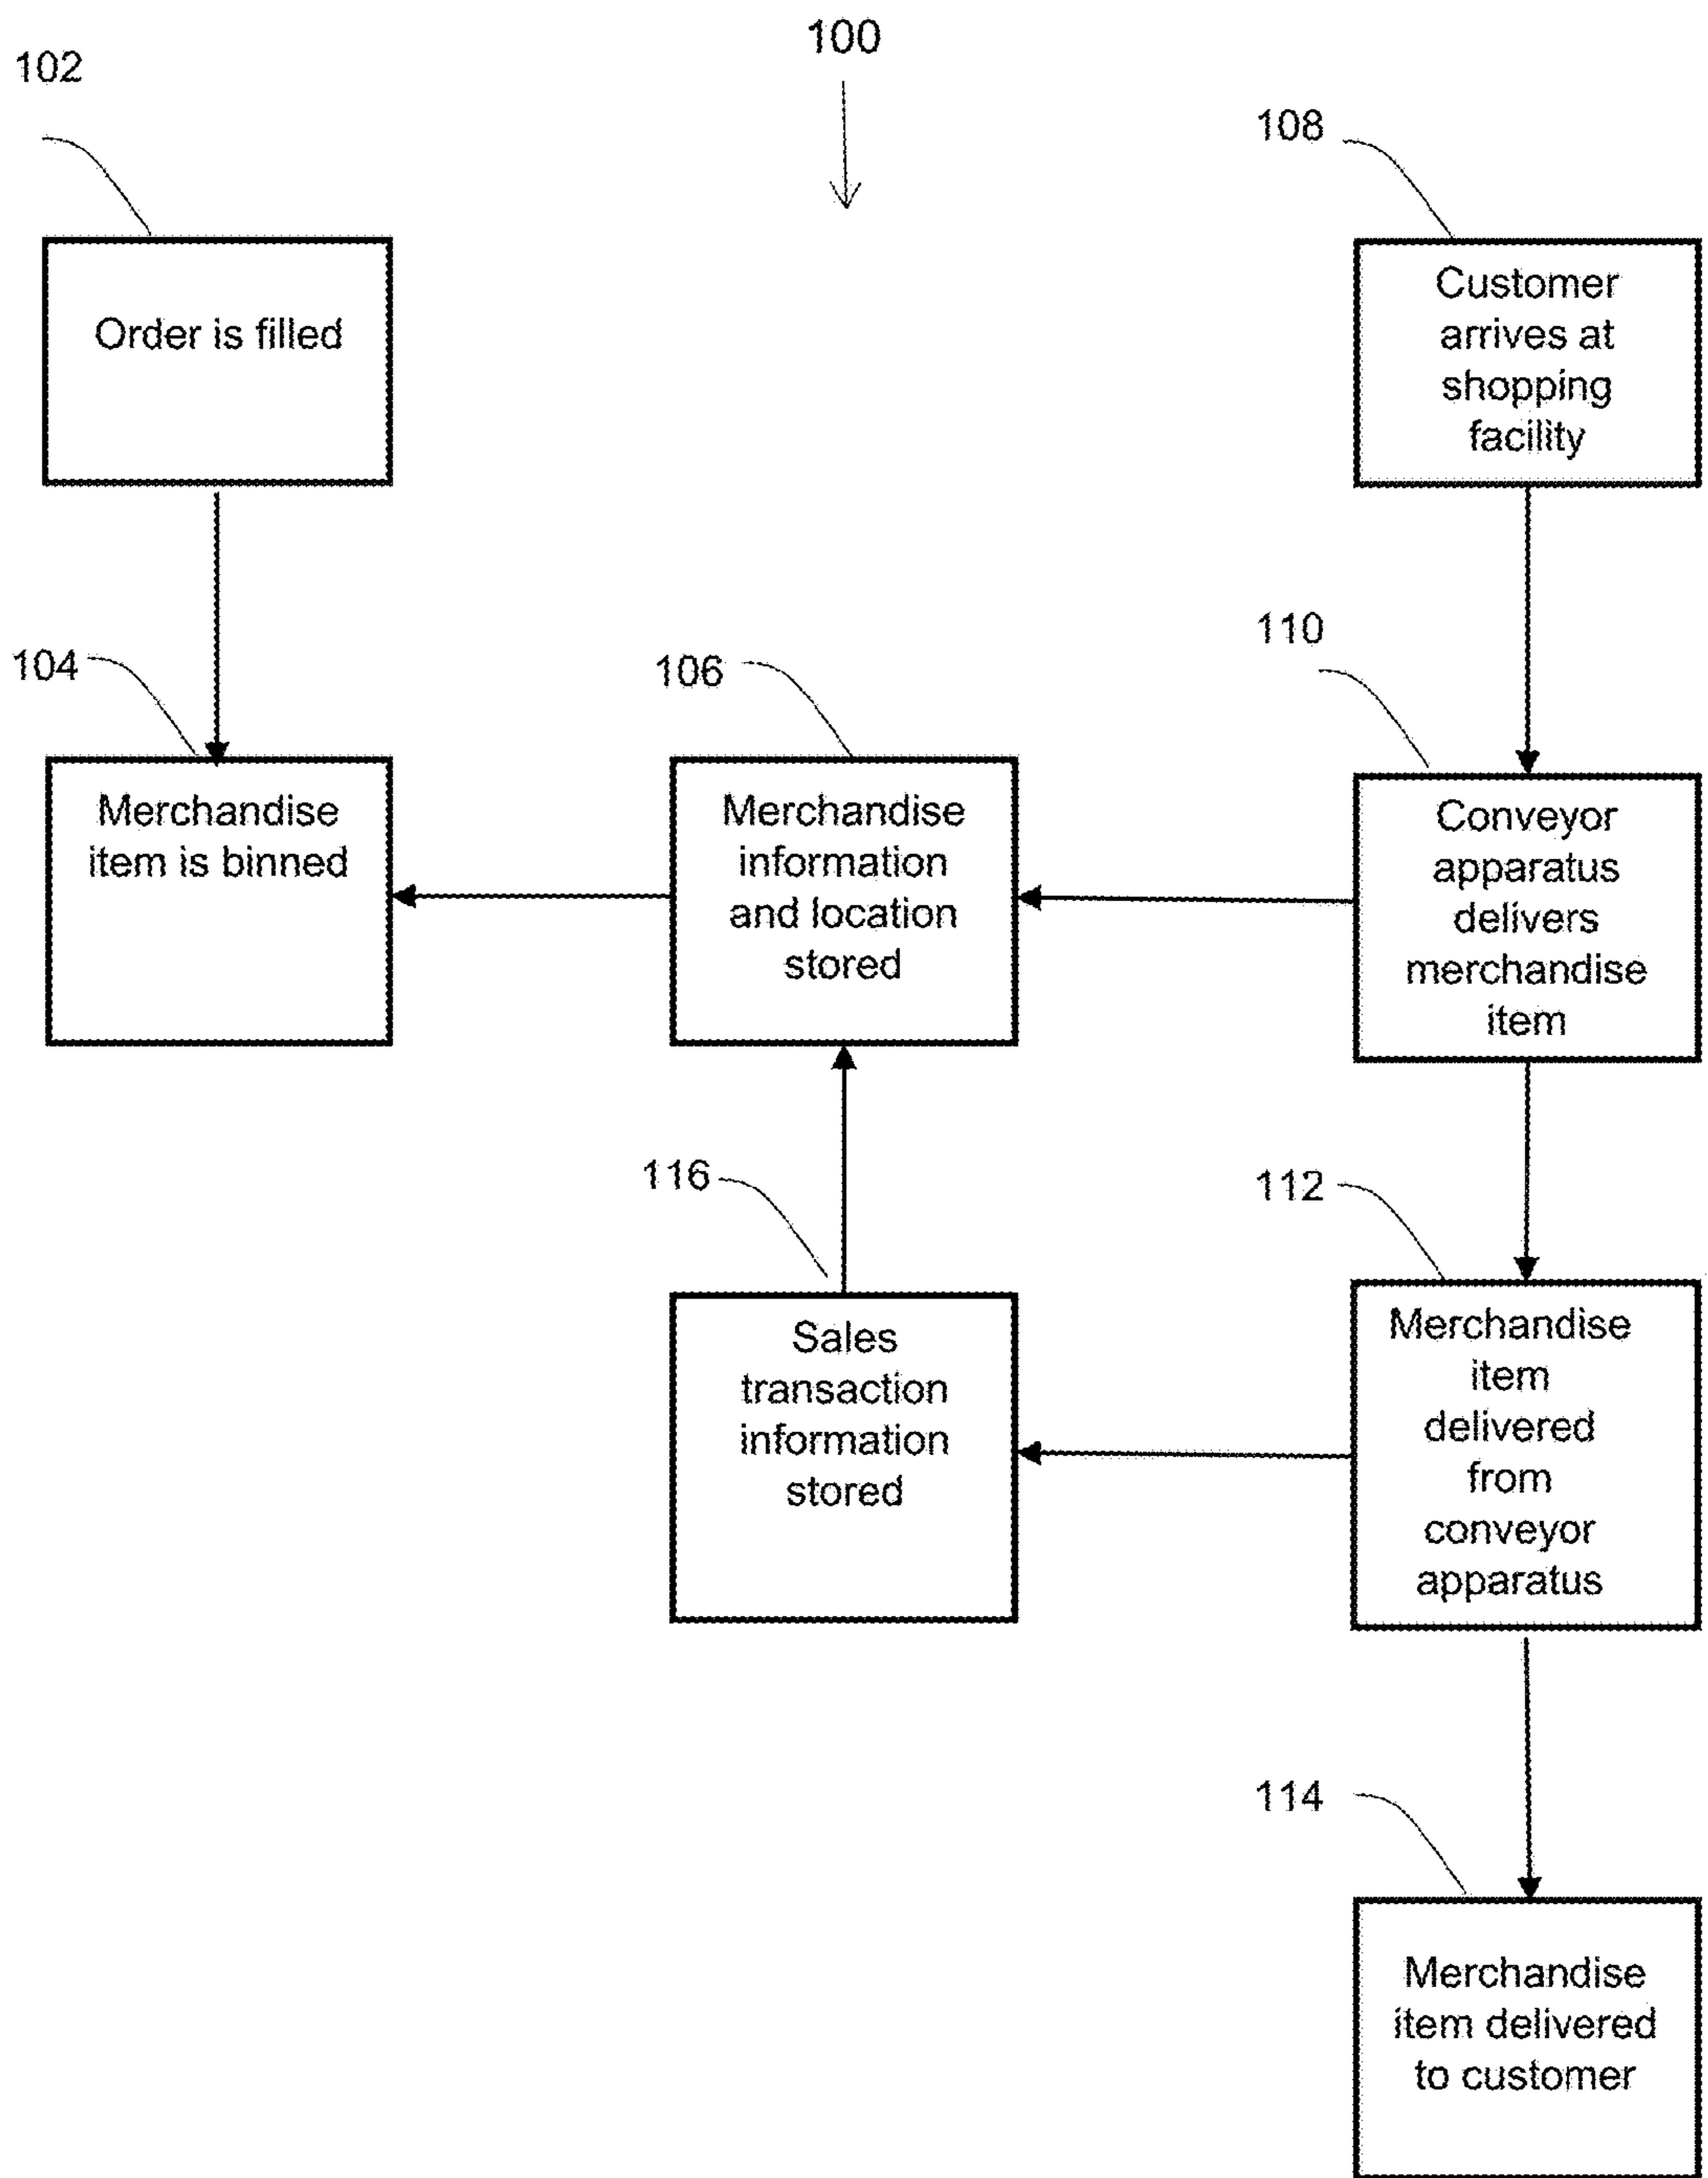 100
102
108
Order is filled
Customer
arrives at
shopping
facility
110
104
106
Merchandise
item is binned
Merchandise
information
and location
stored
Conveyor
apparatus
delivers
merchandise
item
116
112
Sales
transaction
information
stored
Merchandise
item
delivered
from
conveyor
apparatus
114
Merchandise
item delivered
to customer